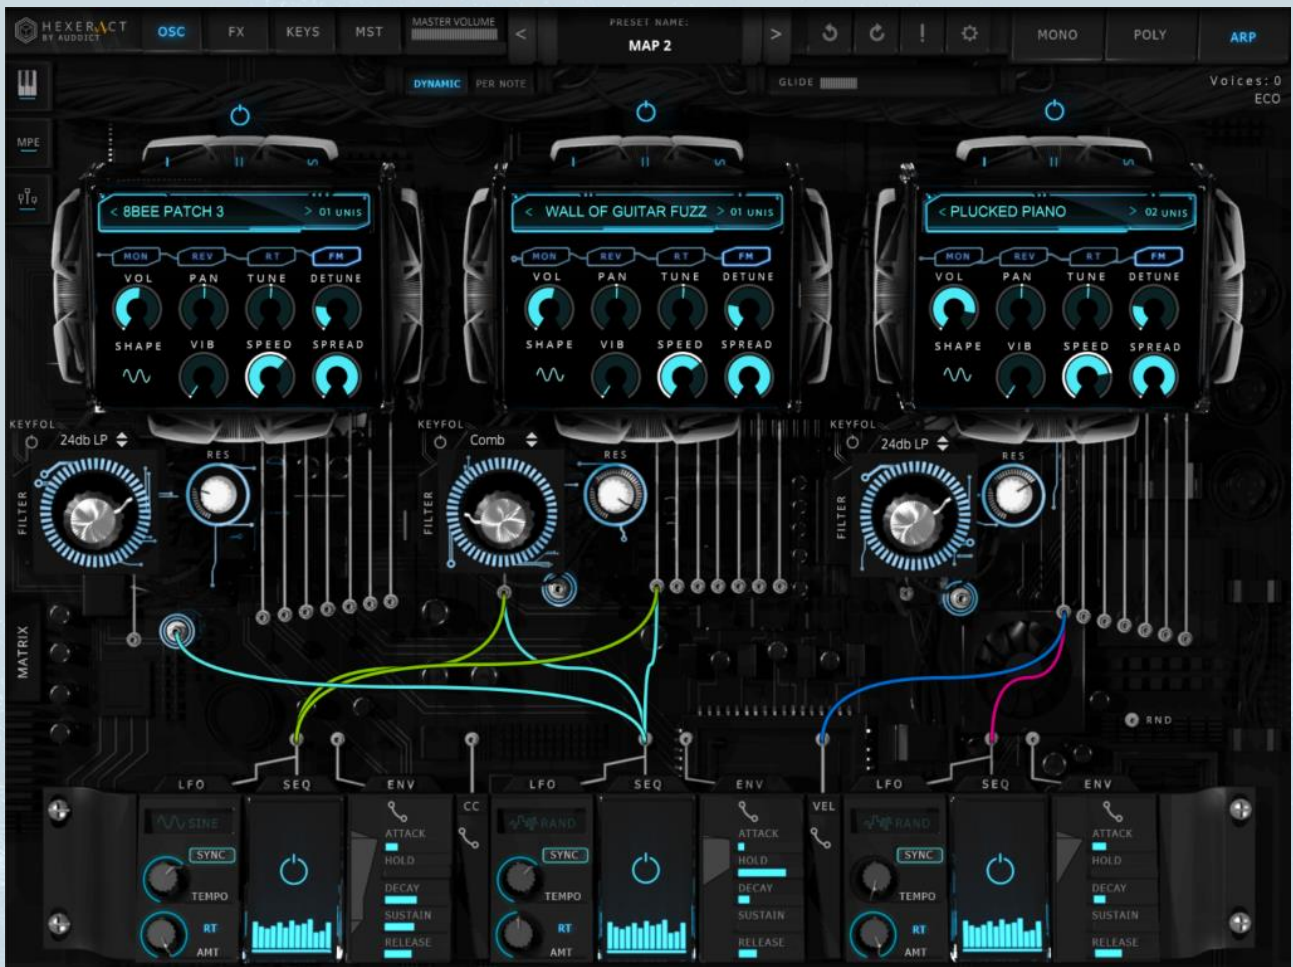 HEXERACT
BY AUDDICT
OSC
FX
KEYS
MST
MASTER VOLUME
<
PRESET NAME:
MAP 2
>
!
MONO
POLY
ARP
DYNAMIC
PER NOTE
GLIDE
Voices: 0
ECO
MPE
I II S
I II S
I II S
< 8BEE PATCH 3 > 01 UNIS
< WALL OF GUITAR FUZZ > 01 UNIS
< PLUCKED PIANO > 02 UNIS
MON REV RT FM
MON REV RT FM
MON REV RT FM
VOL PAN TUNE DETUNE
VOL PAN TUNE DETUNE
VOL PAN TUNE DETUNE
SHAPE VIB SPEED SPREAD
SHAPE VIB SPEED SPREAD
SHAPE VIB SPEED SPREAD
KEYFOL
24db LP
RES
FILTER
KEYFOL
Comb
RES
FILTER
KEYFOL
24db LP
RES
FILTER
MATRIX
RND
LFO
SEQ
ENV
LFO
SEQ
ENV
LFO
SEQ
ENV
SINE
SYNC
TEMPO
RT
AMT
ATTACK
HOLD
DECAY
SUSTAIN
RELEASE
CC
RAND
SYNC
TEMPO
RT
AMT
ATTACK
HOLD
DECAY
SUSTAIN
RELEASE
VEL
RAND
SYNC
TEMPO
RT
AMT
ATTACK
HOLD
DECAY
SUSTAIN
RELEASE